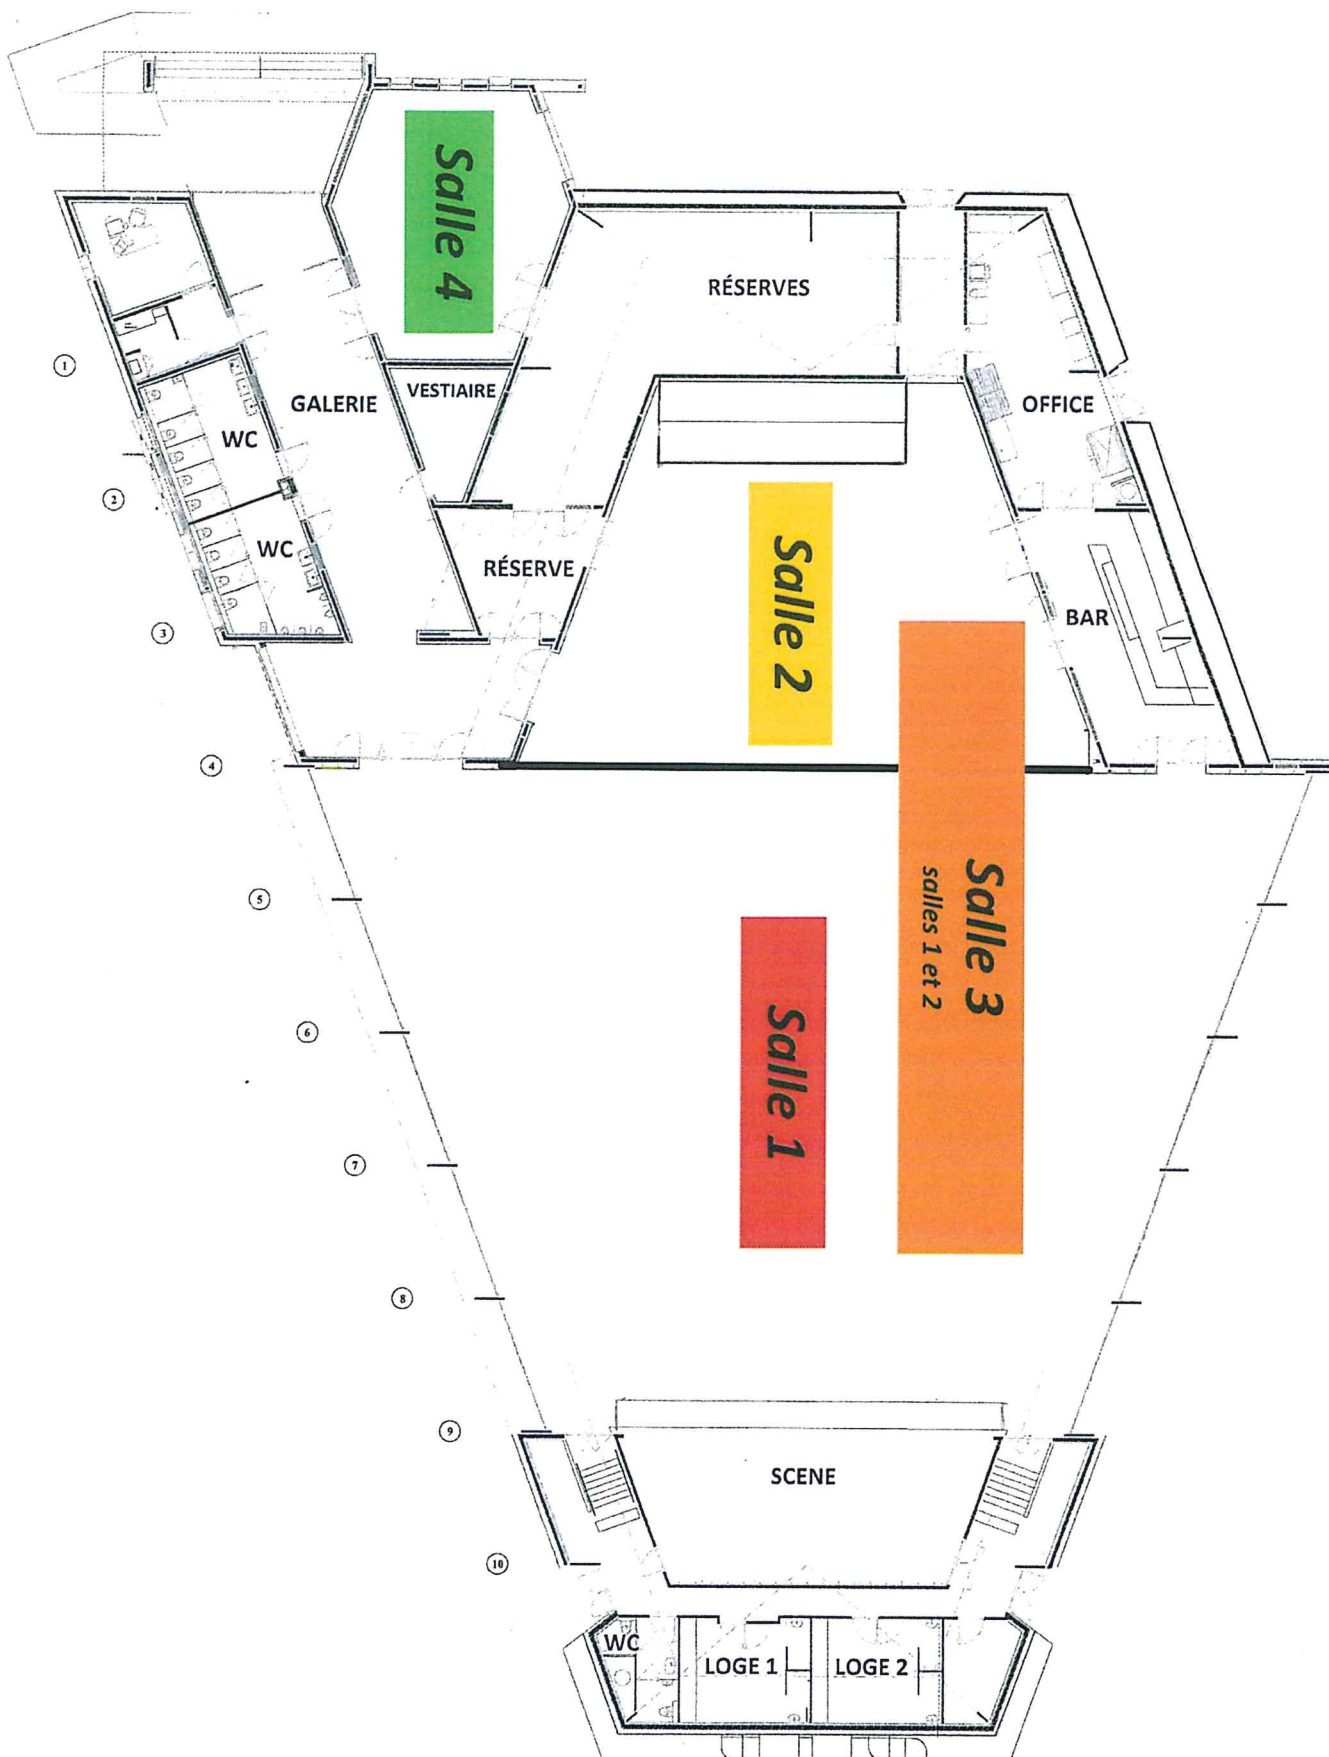 Salle 4
RÉSERVES
1
VESTIAIRE
GALERIE
OFFICE
WC
2
WC
RÉSERVE
Salle 2
BAR
3
4
Salle 3
salles 1 et 2
5
6
Salle 1
7
8
9
SCENE
10
WC
LOGE 1
LOGE 2